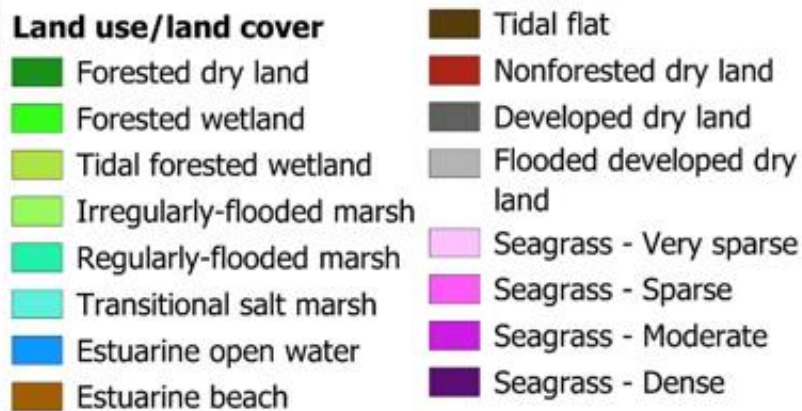 Land use/land cover
Forested dry land
Forested wetland
Tidal forested wetland
Irregularly-flooded marsh
Regularly-flooded marsh
Transitional salt marsh
Estuarine open water
Estuarine beach
Tidal flat
Nonforested dry land
Developed dry land
Flooded developed dry
land
Seagrass - Very sparse
Seagrass - Sparse
Seagrass - Moderate
Seagrass - Dense